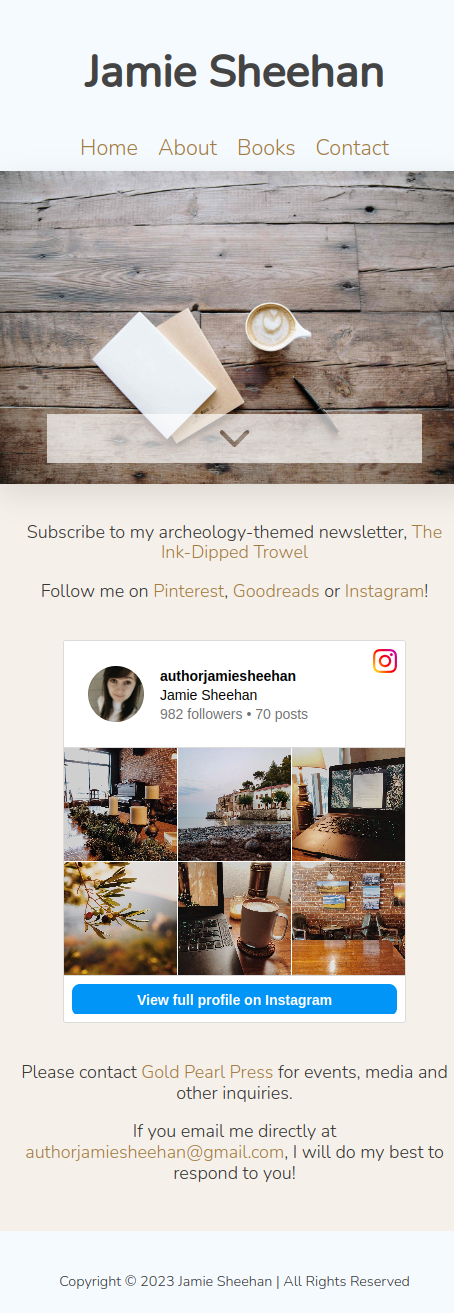 Jamie Sheehan
Home About Books Contact
Subscribe to my archeology-themed newsletter, The
Ink-Dipped Trowel
Follow me on Pinterest, Goodreads or Instagram!
authorjamiesheehan
Jamie Sheehan
982 followers • 70 posts
View full profile on Instagram
Please contact Gold Pearl Press for events, media and
other inquiries.
If you email me directly at
authorjamiesheehan@gmail.com, I will do my best to
respond to you!
Copyright © 2023 Jamie Sheehan | All Rights Reserved